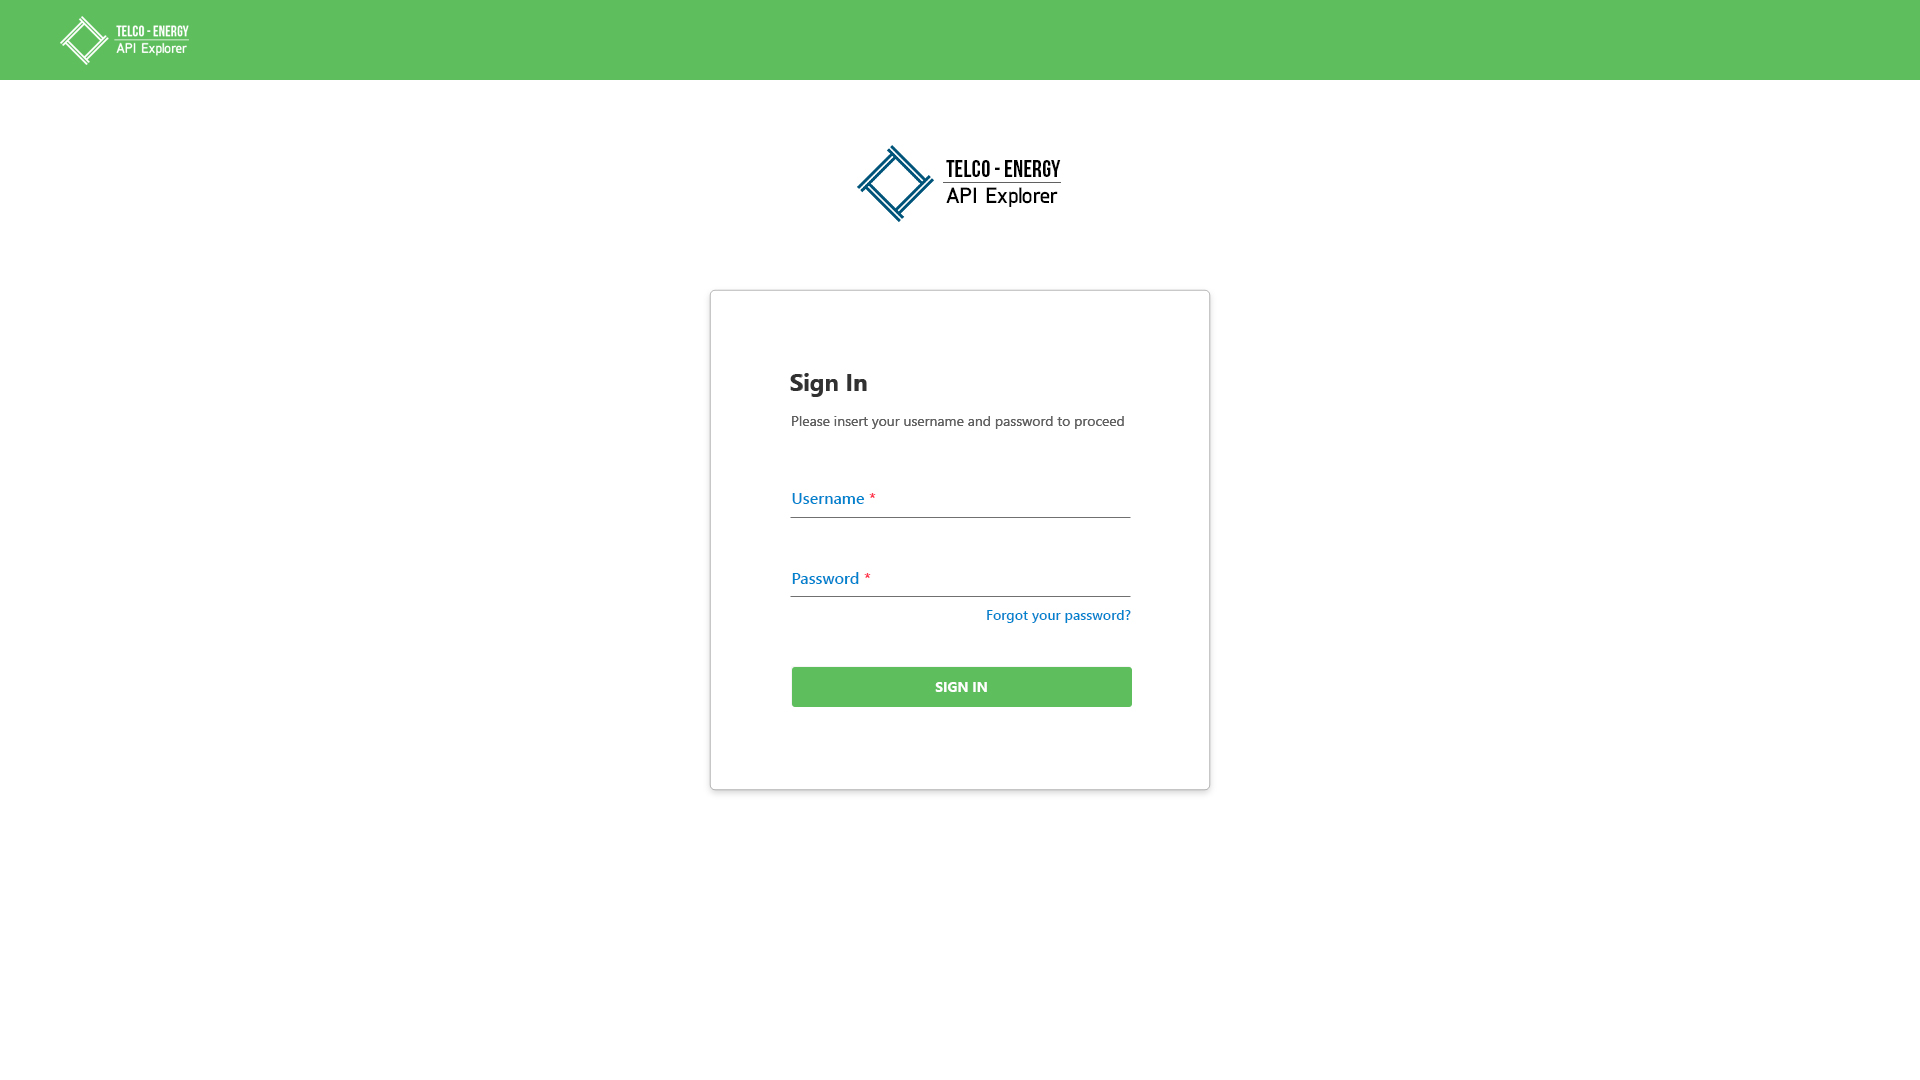 TELCO - ENERGY
API Explorer
TELCO - ENERGY
API Explorer
Sign In
Please insert your username and password to proceed
Username *
Password *
Forgot your password?
SIGN IN